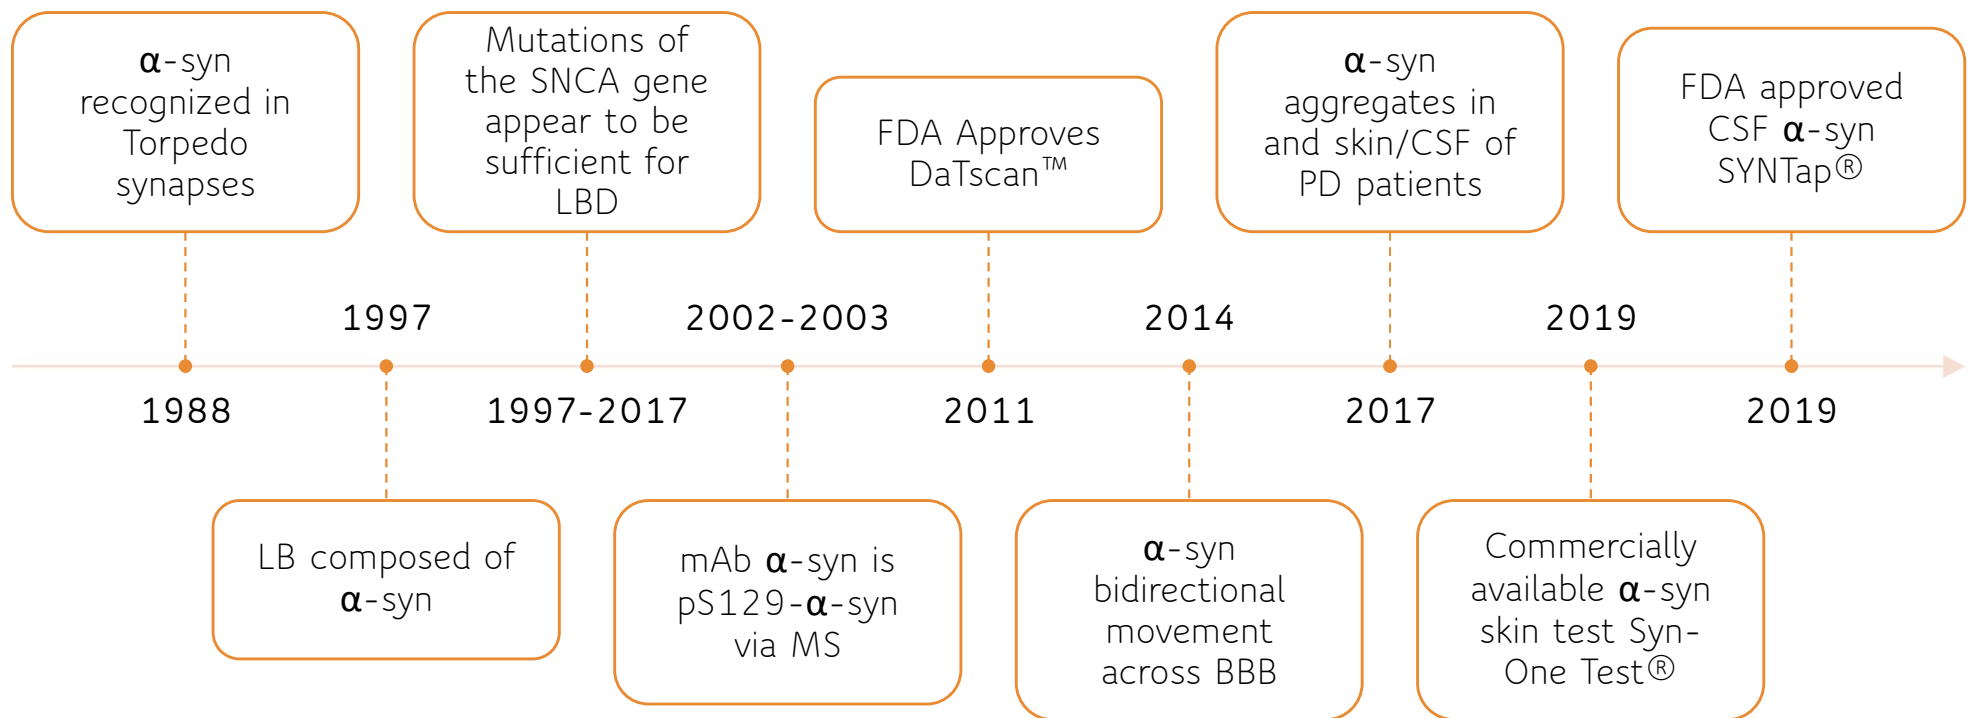 α-syn
recognized in
Torpedo
synapses
Mutations of
the SNCA gene
appear to be
sufficient for
LBD
FDA Approves
DaTscan™
α-syn
aggregates in
and skin/CSF of
PD patients
FDA approved
CSF α-syn
SYNTap®
1997
2002-2003
2014
2019
1988
1997-2017
2011
2017
2019
LB composed of
α-syn
mAb α-syn is
pS129-α-syn
via MS
α-syn
bidirectional
movement
across BBB
Commercially
available α-syn
skin test Syn-
One Test®